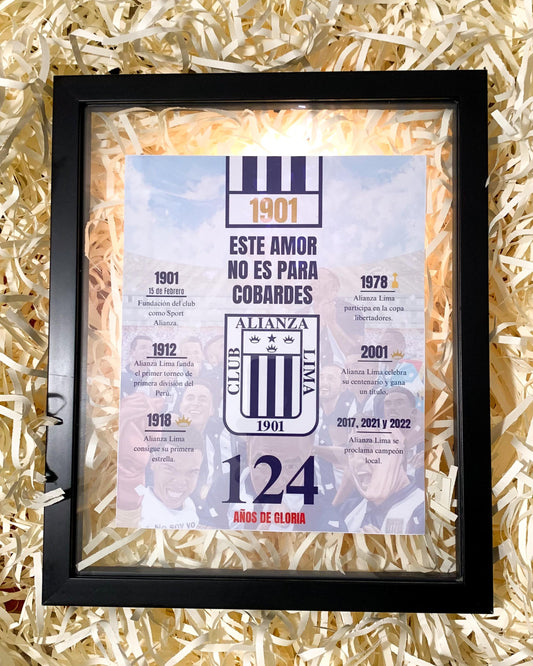 1901
ESTE AMOR
NO ES PARA
COBARDES
1901
15 de Febrero
Fundación del club
como Sport
Alianza.
1912
Alianza Lima funda
el primer torneo de
primera división del
Perú.
1918
Alianza Lima
consigue su primera
estrella.
1978
Alianza Lima
participa en la copa
libertadores.
2001
Alianza Lima celebra
su centenario y gana
un título.
2017, 2021 y 2022
Alianza Lima se
proclama campeón
local.
ALIANZA
CLUB
LIMA
1901
124
AÑOS DE GLORIA
NO SOY VO